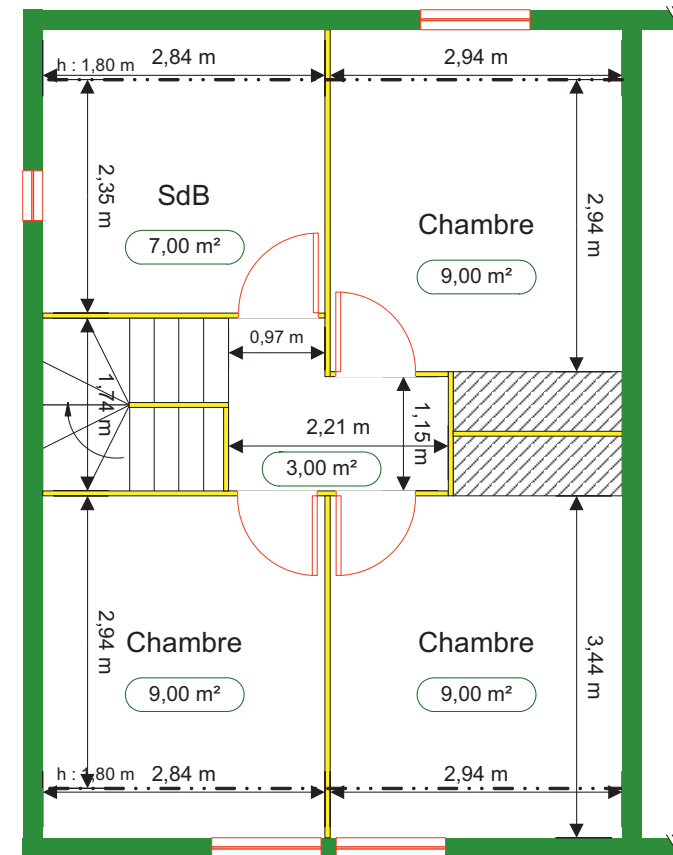 h : 1,80 m
2,84 m
2,94 m
2,35 m
SdB
7,00 m²
Chambre
9,00 m²
2,94 m
0,97 m
1,74 m
2,21 m
1,15 m
3,00 m²
2,94 m
Chambre
9,00 m²
Chambre
9,00 m²
3,44 m
h : 1,80 m
2,84 m
2,94 m